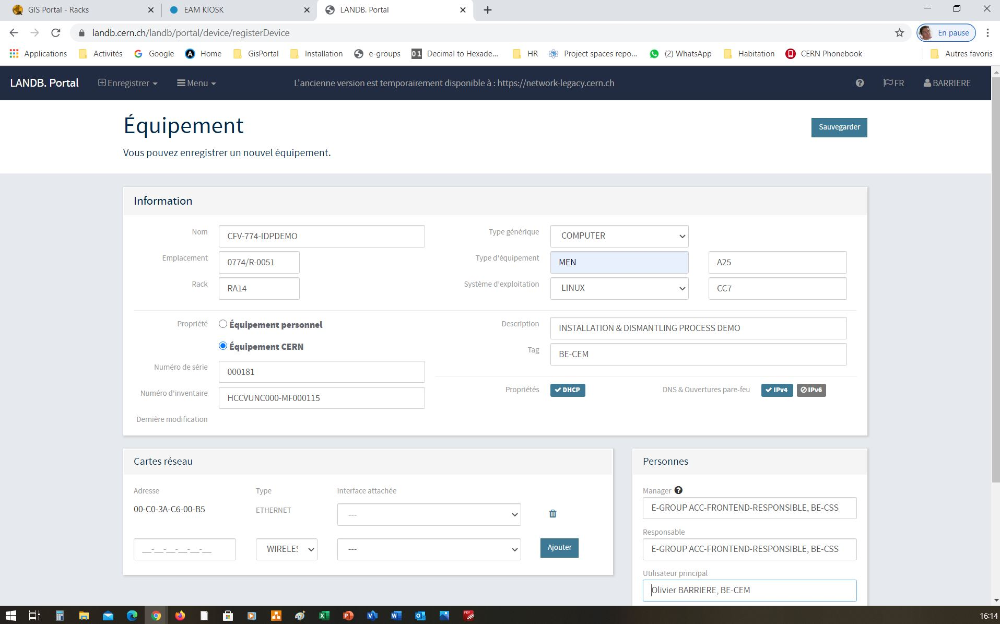 GIS Portal - Racks
EAM KIOSK
LANDB. Portal
landb.cern.ch/landb/portal/device/registerDevice
En pause
Applications Activités Google Home GisPortal Installation e-groups Decimal to Hexade... HR Project spaces repo... (2) WhatsApp Habitation CERN Phonebook Autres favoris
LANDB. Portal Enregistrer Menu L'ancienne version est temporairement disponible à : https://network-legacy.cern.ch FR BARRIERE
Équipement
Sauvegarder
Vous pouvez enregistrer un nouvel équipement.
Information
Nom CFV-774-IDPDEMO Type générique COMPUTER
Emplacement 0774/R-0051 Type d'équipement MEN A25
Rack RA14 Système d'exploitation LINUX CC7
Propriété Équipement personnel Description INSTALLATION & DISMANTLING PROCESS DEMO
Équipement CERN Tag BE-CEM
Numéro de série 000181
Numéro d'inventaire HCCVUNC000-MF000115 Propriétés DHCP DNS & Ouvertures pare-feu IPv4 IPv6
Dernière modification
Cartes réseau
Adresse Type Interface attachée
00-C0-3A-C6-00-B5 ETHERNET ---
__-__-__-__-__-__ WIRELES --- Ajouter
Personnes
Manager
E-GROUP ACC-FRONTEND-RESPONSIBLE, BE-CSS
Responsable
E-GROUP ACC-FRONTEND-RESPONSIBLE, BE-CSS
Utilisateur principal
Olivier BARRIERE, BE-CEM
16:14